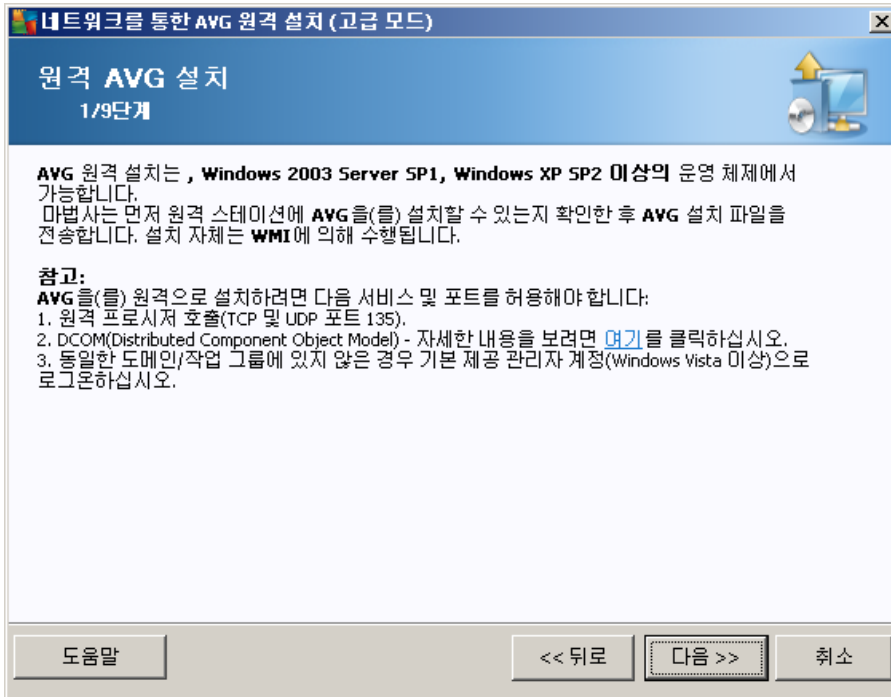 네트워크를 통한 AVG 원격 설치 (고급 모드)
원격 AVG 설치
1/9단계
AVG 원격 설치는 , Windows 2003 Server SP1, Windows XP SP2 이상의 운영 체제에서
가능합니다.
마법사는 먼저 원격 스테이션에 AVG을(를) 설치할 수 있는지 확인한 후 AVG 설치 파일을
전송합니다. 설치 자체는 WMI에 의해 수행됩니다.
참고:
AVG을(를) 원격으로 설치하려면 다음 서비스 및 포트를 허용해야 합니다:
1. 원격 프로시저 호출(TCP 및 UDP 포트 135).
2. DCOM(Distributed Component Object Model) - 자세한 내용을 보려면 여기를 클릭하십시오.
3. 동일한 도메인/작업 그룹에 있지 않은 경우 기본 제공 관리자 계정(Windows Vista 이상)으로
로그온하십시오.
도움말
<< 뒤로
다음 >>
취소